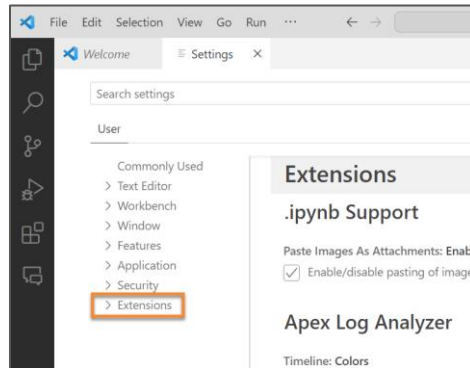 File Edit Selection View Go Run ...
Welcome Settings
Search settings
User
Commonly Used
Text Editor
Workbench
Window
Features
Application
Security
Extensions
Extensions
.ipynb Support
Paste Images As Attachments: Enab
Enable/disable pasting of image
Apex Log Analyzer
Timeline: Colors